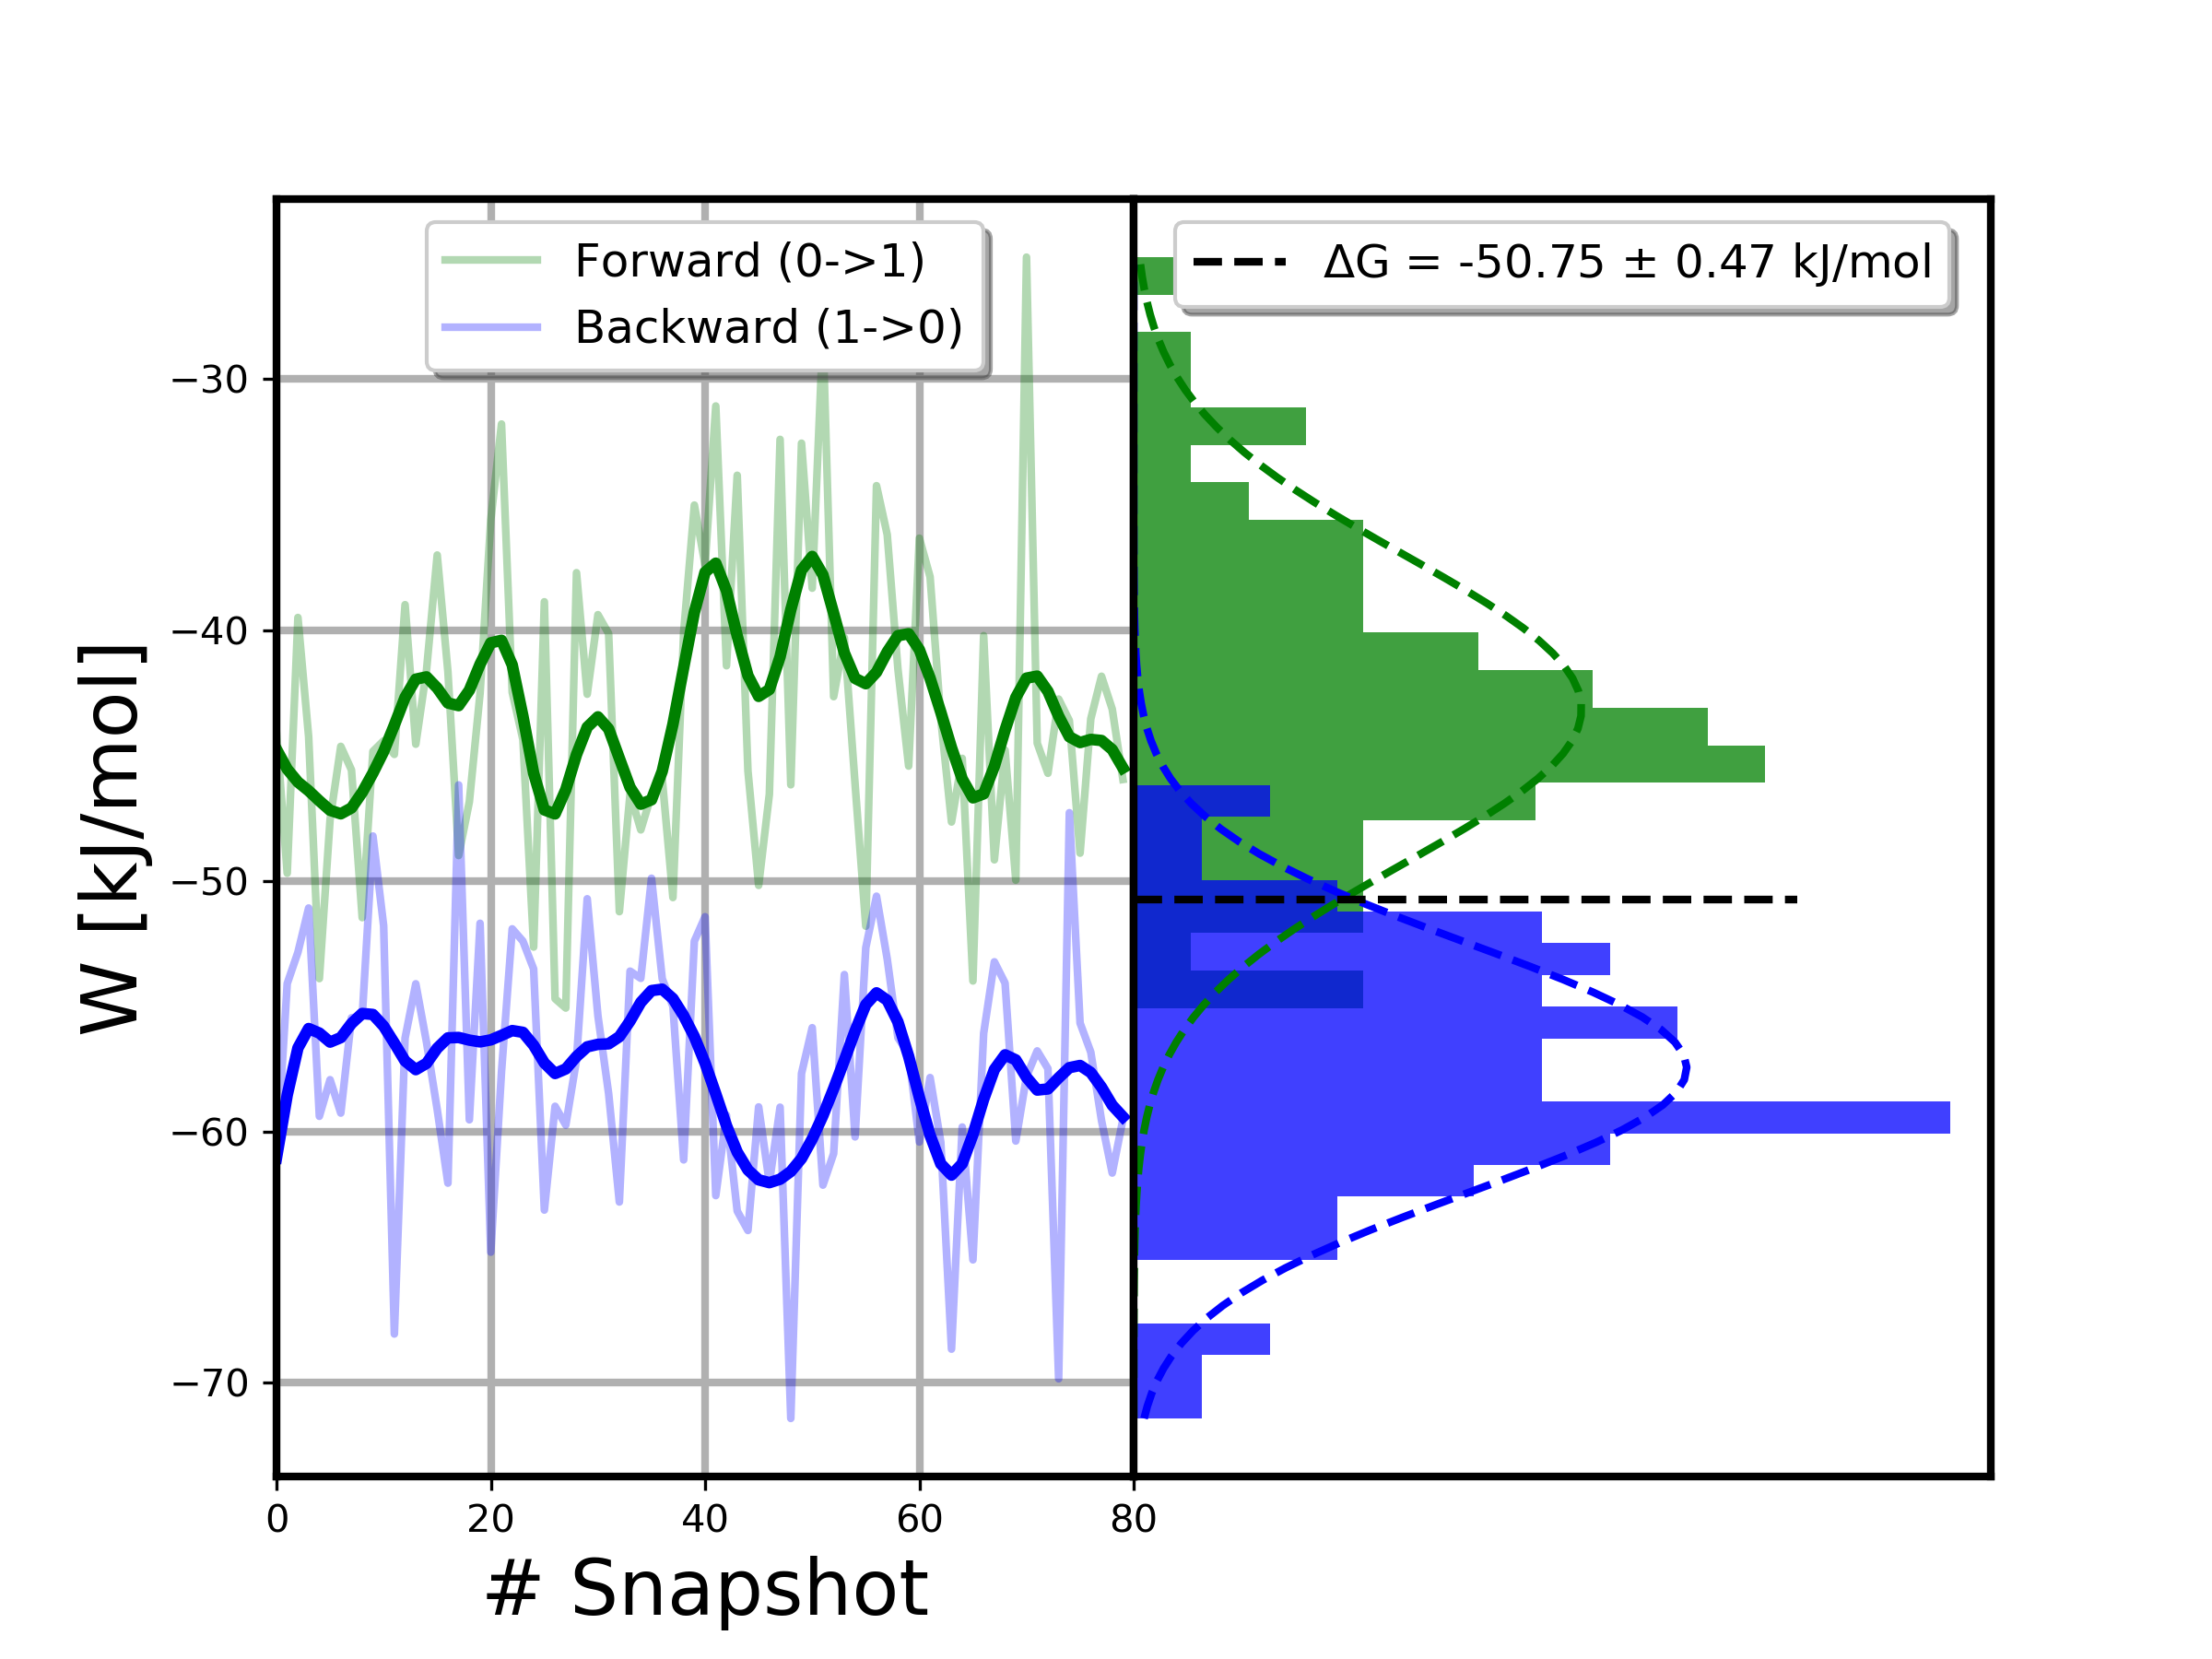 Forward (0->1)
Backward (1->0)
ΔG = -50.75 ± 0.47 kJ/mol
W [kJ/mol]
−30
−40
−50
−60
−70
0 20 40 60 80
# Snapshot